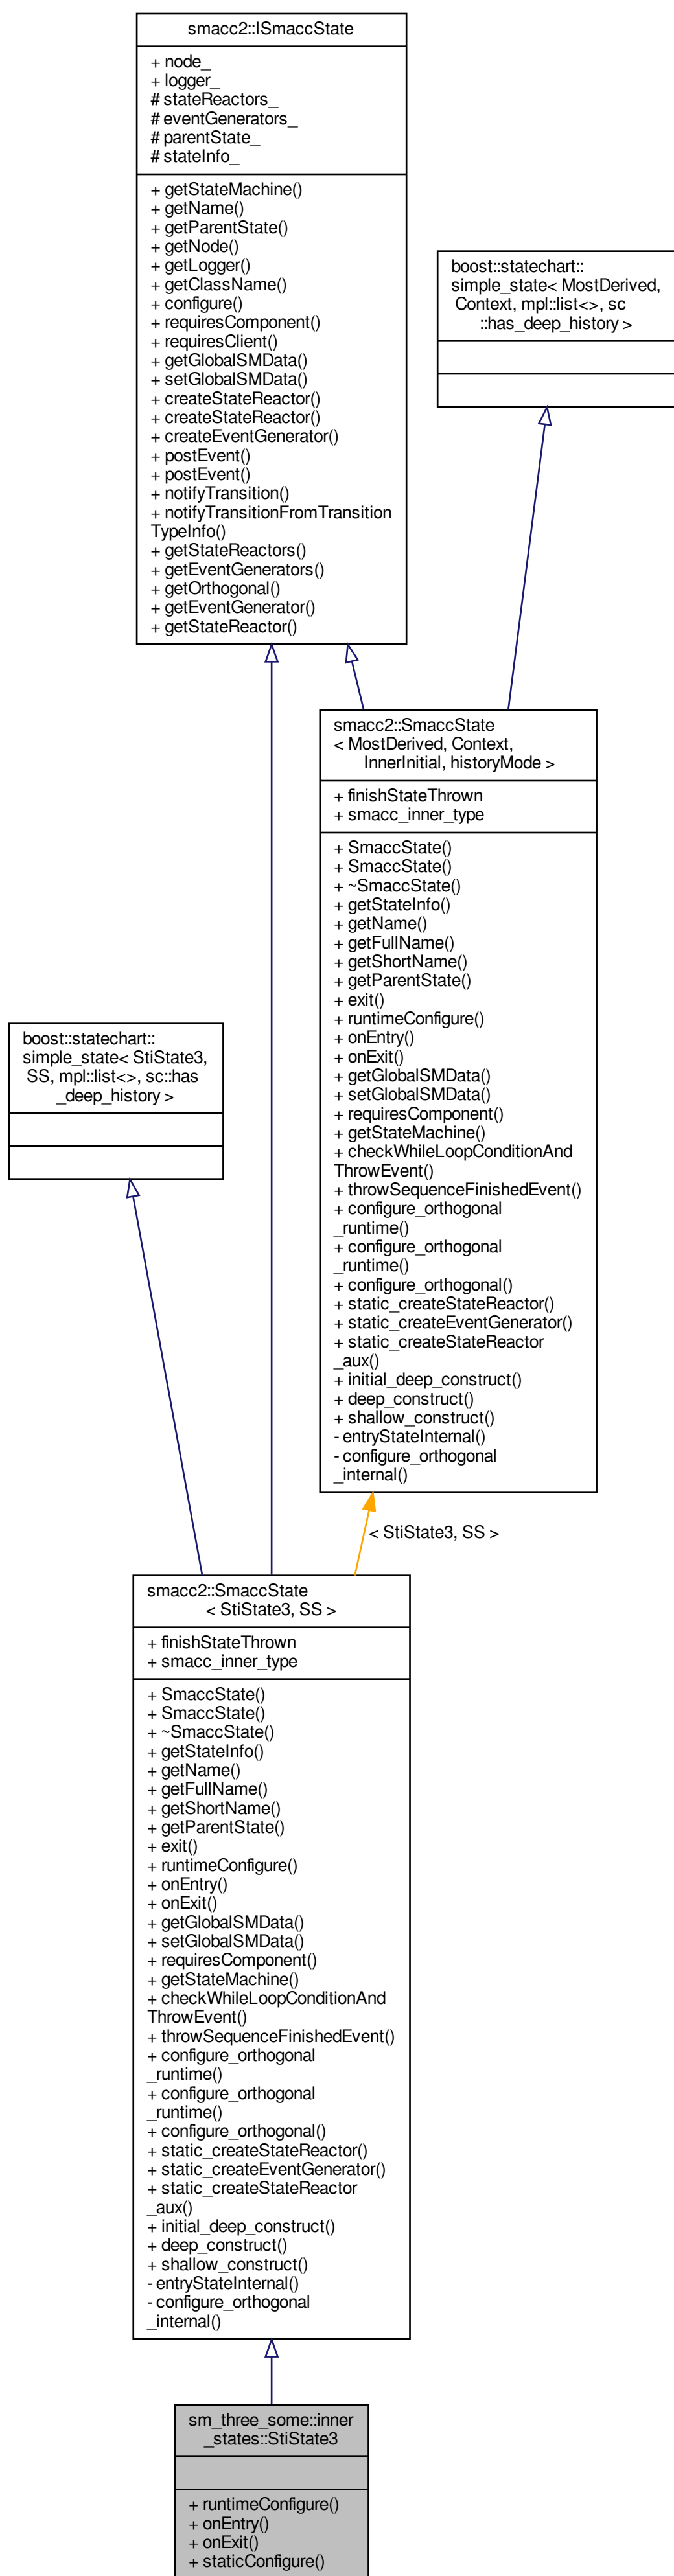 smacc2::ISmaccState
+ node_
+ logger_
# stateReactors_
# eventGenerators_
# parentState_
# stateInfo_
+ getStateMachine()
+ getName()
+ getParentState()
+ getNode()
+ getLogger()
+ getClassName()
+ configure()
+ requiresComponent()
+ requiresClient()
+ getGlobalSMData()
+ setGlobalSMData()
+ createStateReactor()
+ createStateReactor()
+ createEventGenerator()
+ postEvent()
+ postEvent()
+ notifyTransition()
+ notifyTransitionFromTransition
TypeInfo()
+ getStateReactors()
+ getEventGenerators()
+ getOrthogonal()
+ getEventGenerator()
+ getStateReactor()
boost::statechart::
simple_state< MostDerived,
Context, mpl::list<>, sc
::has_deep_history >
smacc2::SmaccState
< MostDerived, Context,
InnerInitial, historyMode >
+ finishStateThrown
+ smacc_inner_type
+ SmaccState()
+ SmaccState()
+ ~SmaccState()
+ getStateInfo()
+ getName()
+ getFullName()
+ getShortName()
+ getParentState()
+ exit()
+ runtimeConfigure()
+ onEntry()
+ onExit()
+ getGlobalSMData()
+ setGlobalSMData()
+ requiresComponent()
+ getStateMachine()
+ checkWhileLoopConditionAnd
ThrowEvent()
+ throwSequenceFinishedEvent()
+ configure_orthogonal
_runtime()
+ configure_orthogonal
_runtime()
+ configure_orthogonal()
+ static_createStateReactor()
+ static_createEventGenerator()
+ static_createStateReactor
_aux()
+ initial_deep_construct()
+ deep_construct()
+ shallow_construct()
- entryStateInternal()
- configure_orthogonal
_internal()
boost::statechart::
simple_state< StiState3,
SS, mpl::list<>, sc::has
_deep_history >
< StiState3, SS >
smacc2::SmaccState
< StiState3, SS >
+ finishStateThrown
+ smacc_inner_type
+ SmaccState()
+ SmaccState()
+ ~SmaccState()
+ getStateInfo()
+ getName()
+ getFullName()
+ getShortName()
+ getParentState()
+ exit()
+ runtimeConfigure()
+ onEntry()
+ onExit()
+ getGlobalSMData()
+ setGlobalSMData()
+ requiresComponent()
+ getStateMachine()
+ checkWhileLoopConditionAnd
ThrowEvent()
+ throwSequenceFinishedEvent()
+ configure_orthogonal
_runtime()
+ configure_orthogonal
_runtime()
+ configure_orthogonal()
+ static_createStateReactor()
+ static_createEventGenerator()
+ static_createStateReactor
_aux()
+ initial_deep_construct()
+ deep_construct()
+ shallow_construct()
- entryStateInternal()
- configure_orthogonal
_internal()
sm_three_some::inner
_states::StiState3
+ runtimeConfigure()
+ onEntry()
+ onExit()
+ staticConfigure()